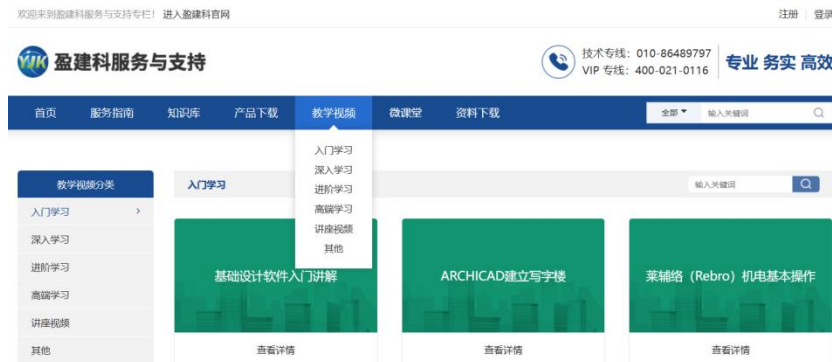 欢迎来到盈建科服务与支持专栏! 进入盈建科官网 注册 登录
YJK 盈建科服务与支持
技术专线: 010-86489797
VIP 专线: 400-021-0116
专业 务实 高效
首页 服务指南 知识库 产品下载 教学视频 微课堂 资料下载 全部 输入关键词
入门学习
深入学习
进阶学习
高端学习
讲座视频
其他
教学视频分类
入门学习
深入学习
进阶学习
高端学习
讲座视频
其他
入门学习 输入关键词
基础设计软件入门讲解
查看详情
ARCHICAD建立写字楼
查看详情
莱辅络（Rebro）机电基本操作
查看详情